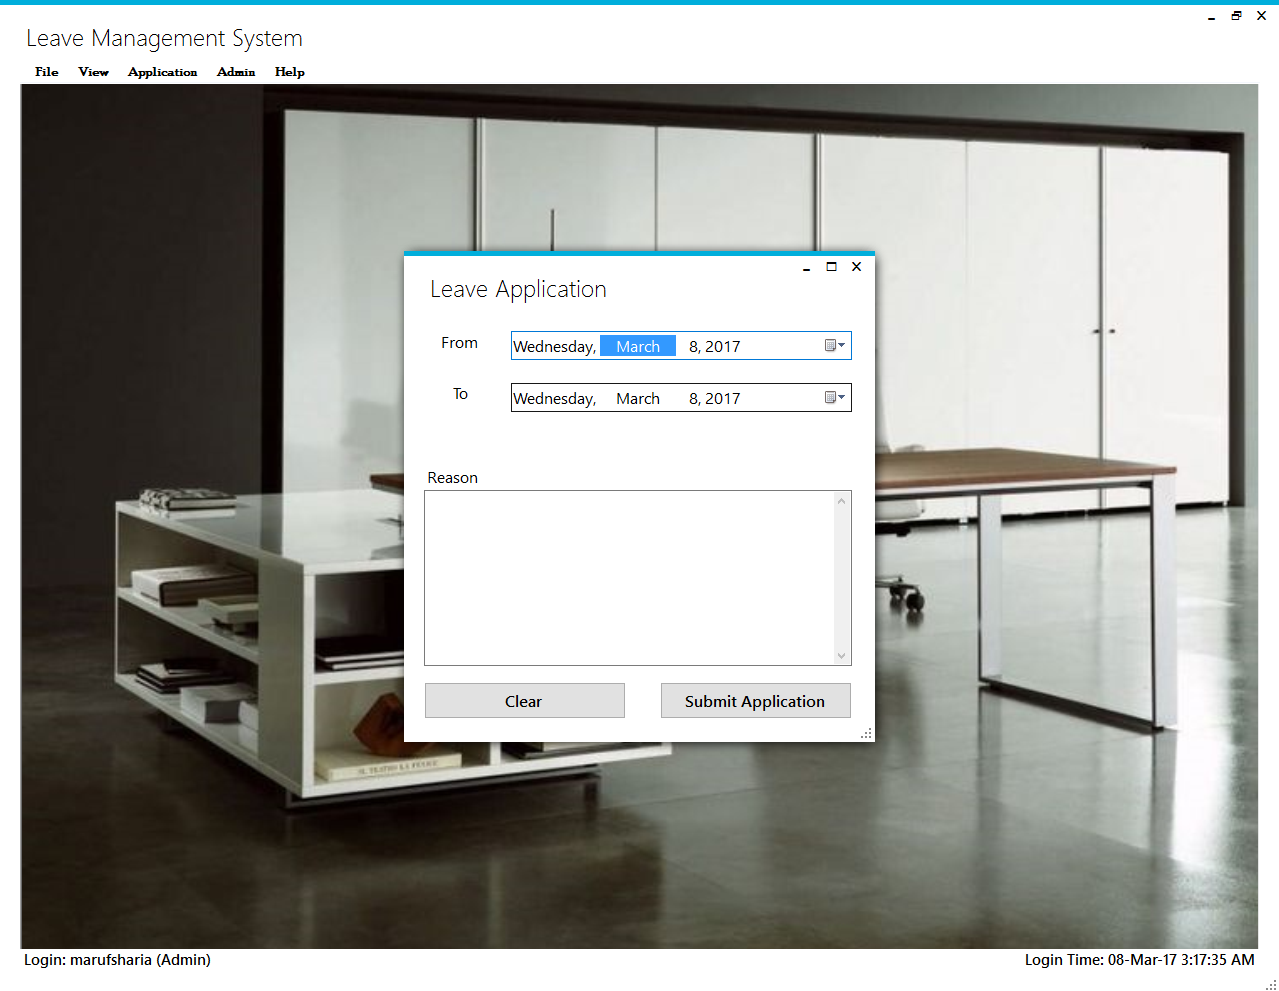 Leave Management System
File View Application Admin Help
Leave Application
From Wednesday, March 8, 2017
To Wednesday, March 8, 2017
Reason
Clear Submit Application
Login: marufsharia (Admin) Login Time: 08-Mar-17 3:17:35 AM